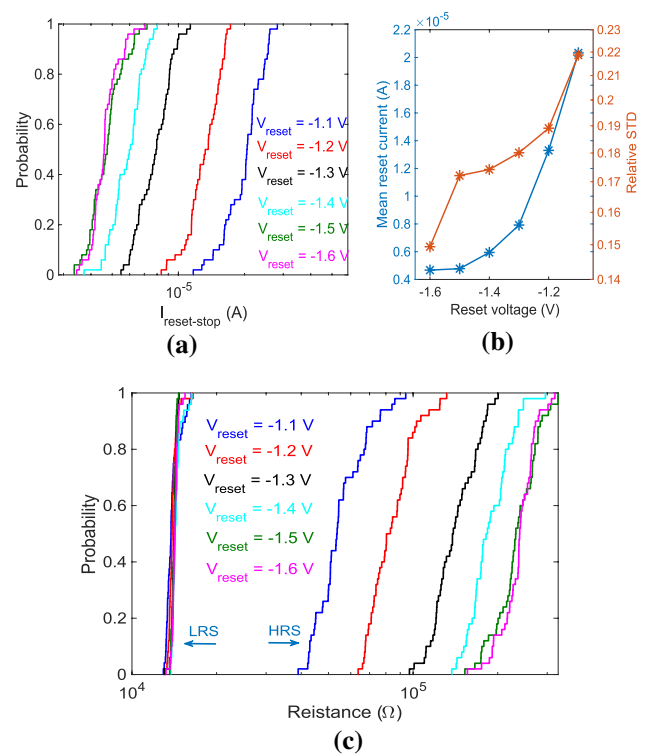 ×10⁻⁵
1
0.8
0.6
0.4
0.2
0
Probability
V_reset = -1.1 V
V_reset = -1.2 V
V_reset = -1.3 V
V_reset = -1.4 V
V_reset = -1.5 V
V_reset = -1.6 V
10⁻⁵
I_reset-stop (A)
(a)
2.2
2
1.8
1.6
1.4
1.2
1
0.8
0.6
0.4
Mean reset current (A)
0.22
0.22
0.21
0.2
0.19
0.18
0.17
0.16
0.15
0.14
Relative STD
-1.6 -1.4 -1.2
Reset voltage (V)
(b)
1
0.8
0.6
0.4
0.2
0
Probability
V_reset = -1.1 V
V_reset = -1.2 V
V_reset = -1.3 V
V_reset = -1.4 V
V_reset = -1.5 V
V_reset = -1.6 V
LRS HRS
10⁴ 10⁵
Reistance (Ω)
(c)